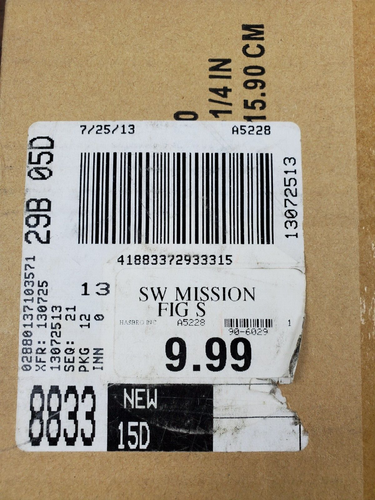 0
1/4 IN
15.90 CM
7/25/13 A5228
29B 05D
41883372933315
13072513
02880137103571
XFR: 130725
13072513
SEQ: 21
PKG 12
INN 0
13
SW MISSION
FIG S
A5228
90-6029
1
9.99
8833
NEW
15D